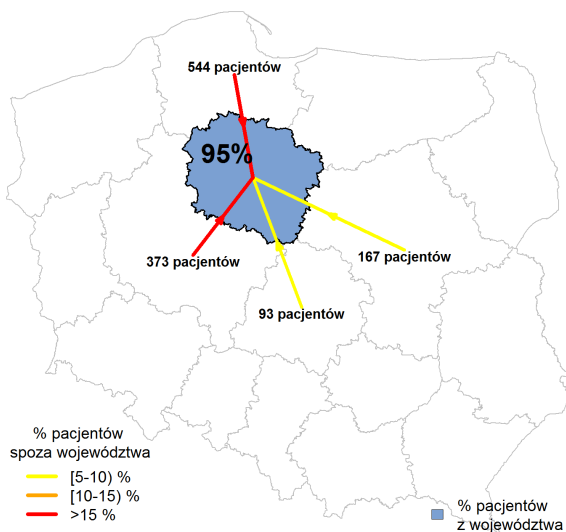 544 pacjentów
95%
373 pacjentów
167 pacjentów
93 pacjentów
% pacjentów
spoza województwa
[5-10) %
[10-15) %
>15 %
% pacjentów
z województwa